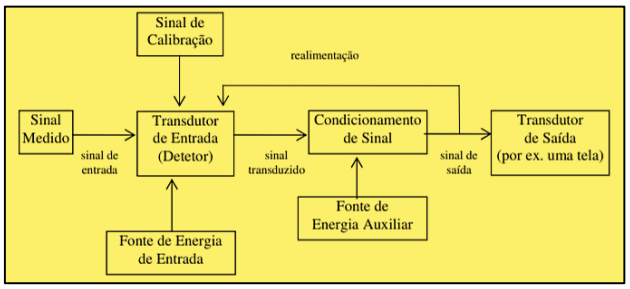 Sinal de
Calibração
realimentação
Sinal
Medido
sinal de
entrada
Transdutor
de Entrada
(Detetor)
sinal
transduzido
Condicionamento
de Sinal
sinal de
saída
Transdutor
de Saída
(por ex. uma tela)
Fonte de Energia
de Entrada
Fonte de
Energia Auxiliar